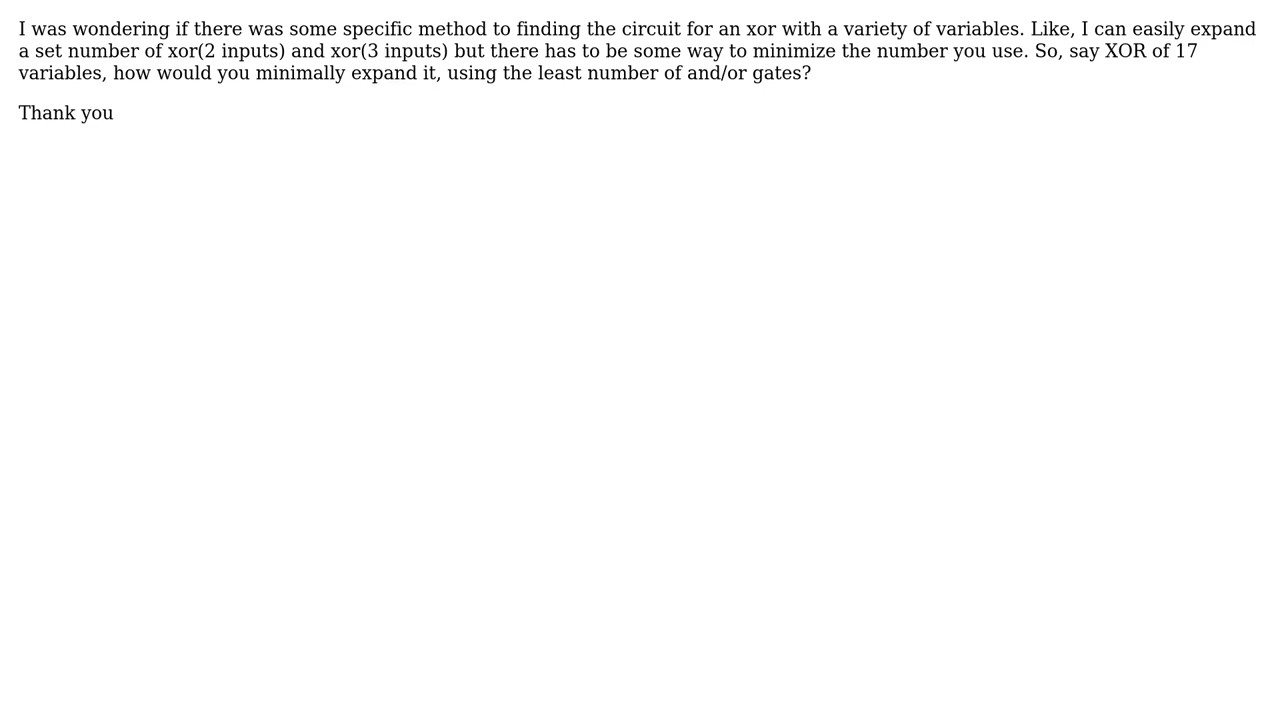 I was wondering if there was some specific method to finding the circuit for an xor with a variety of variables. Like, I can easily expand
a set number of xor(2 inputs) and xor(3 inputs) but there has to be some way to minimize the number you use. So, say XOR of 17
variables, how would you minimally expand it, using the least number of and/or gates?
Thank you